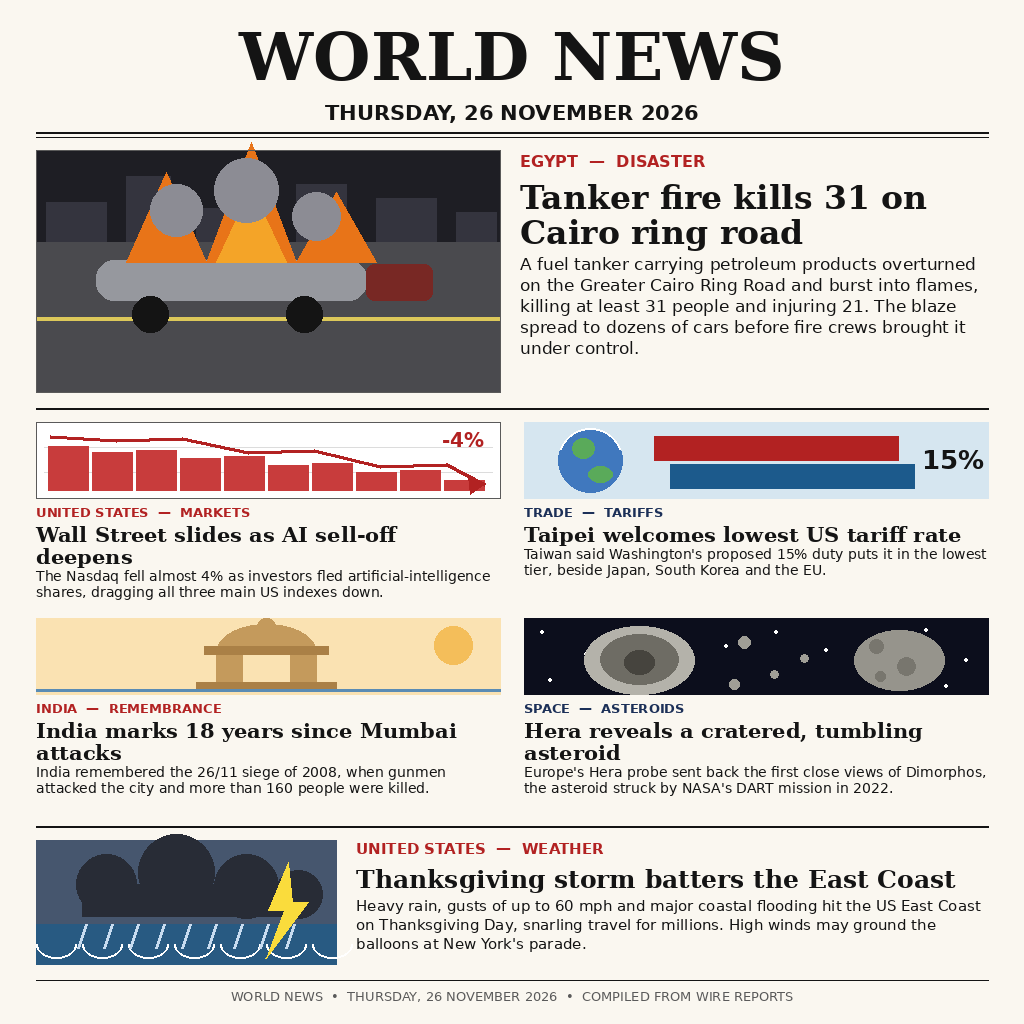 WORLD NEWS
THURSDAY, 26 NOVEMBER 2026
EGYPT — DISASTER
Tanker fire kills 31 on
Cairo ring road
A fuel tanker carrying petroleum products overturned
on the Greater Cairo Ring Road and burst into flames,
killing at least 31 people and injuring 21. The blaze
spread to dozens of cars before fire crews brought it
under control.
-4%
UNITED STATES — MARKETS
Wall Street slides as AI sell-off
deepens
The Nasdaq fell almost 4% as investors fled artificial-intelligence
shares, dragging all three main US indexes down.
15%
TRADE — TARIFFS
Taipei welcomes lowest US tariff rate
Taiwan said Washington's proposed 15% duty puts it in the lowest
tier, beside Japan, South Korea and the EU.
INDIA — REMEMBRANCE
India marks 18 years since Mumbai
attacks
India remembered the 26/11 siege of 2008, when gunmen
attacked the city and more than 160 people were killed.
SPACE — ASTEROIDS
Hera reveals a cratered, tumbling
asteroid
Europe's Hera probe sent back the first close views of Dimorphos,
the asteroid struck by NASA's DART mission in 2022.
UNITED STATES — WEATHER
Thanksgiving storm batters the East Coast
Heavy rain, gusts of up to 60 mph and major coastal flooding hit the US East Coast
on Thanksgiving Day, snarling travel for millions. High winds may ground the
balloons at New York's parade.
WORLD NEWS • THURSDAY, 26 NOVEMBER 2026 • COMPILED FROM WIRE REPORTS